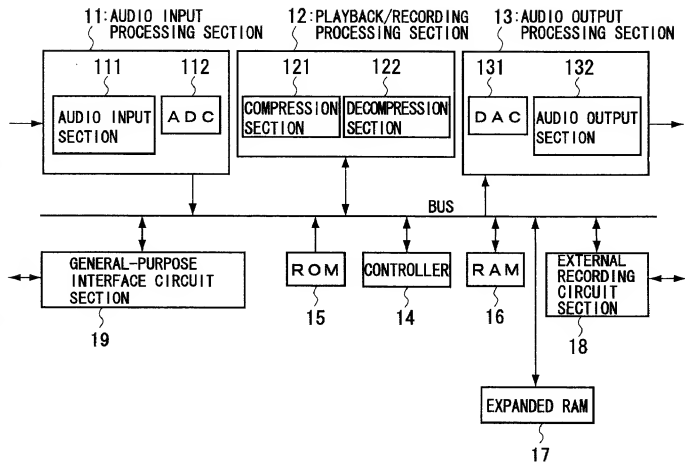 11:AUDIO INPUT
PROCESSING SECTION
12:PLAYBACK/RECORDING
PROCESSING SECTION
13:AUDIO OUTPUT
PROCESSING SECTION
111
112
121
122
131
132
AUDIO INPUT
SECTION
ADC
COMPRESSION
SECTION
DECOMPRESSION
SECTION
DAC
AUDIO OUTPUT
SECTION
BUS
GENERAL-PURPOSE
INTERFACE CIRCUIT
SECTION
ROM
CONTROLLER
RAM
EXTERNAL
RECORDING
CIRCUIT
SECTION
19
15
14
16
18
EXPANDED RAM
17